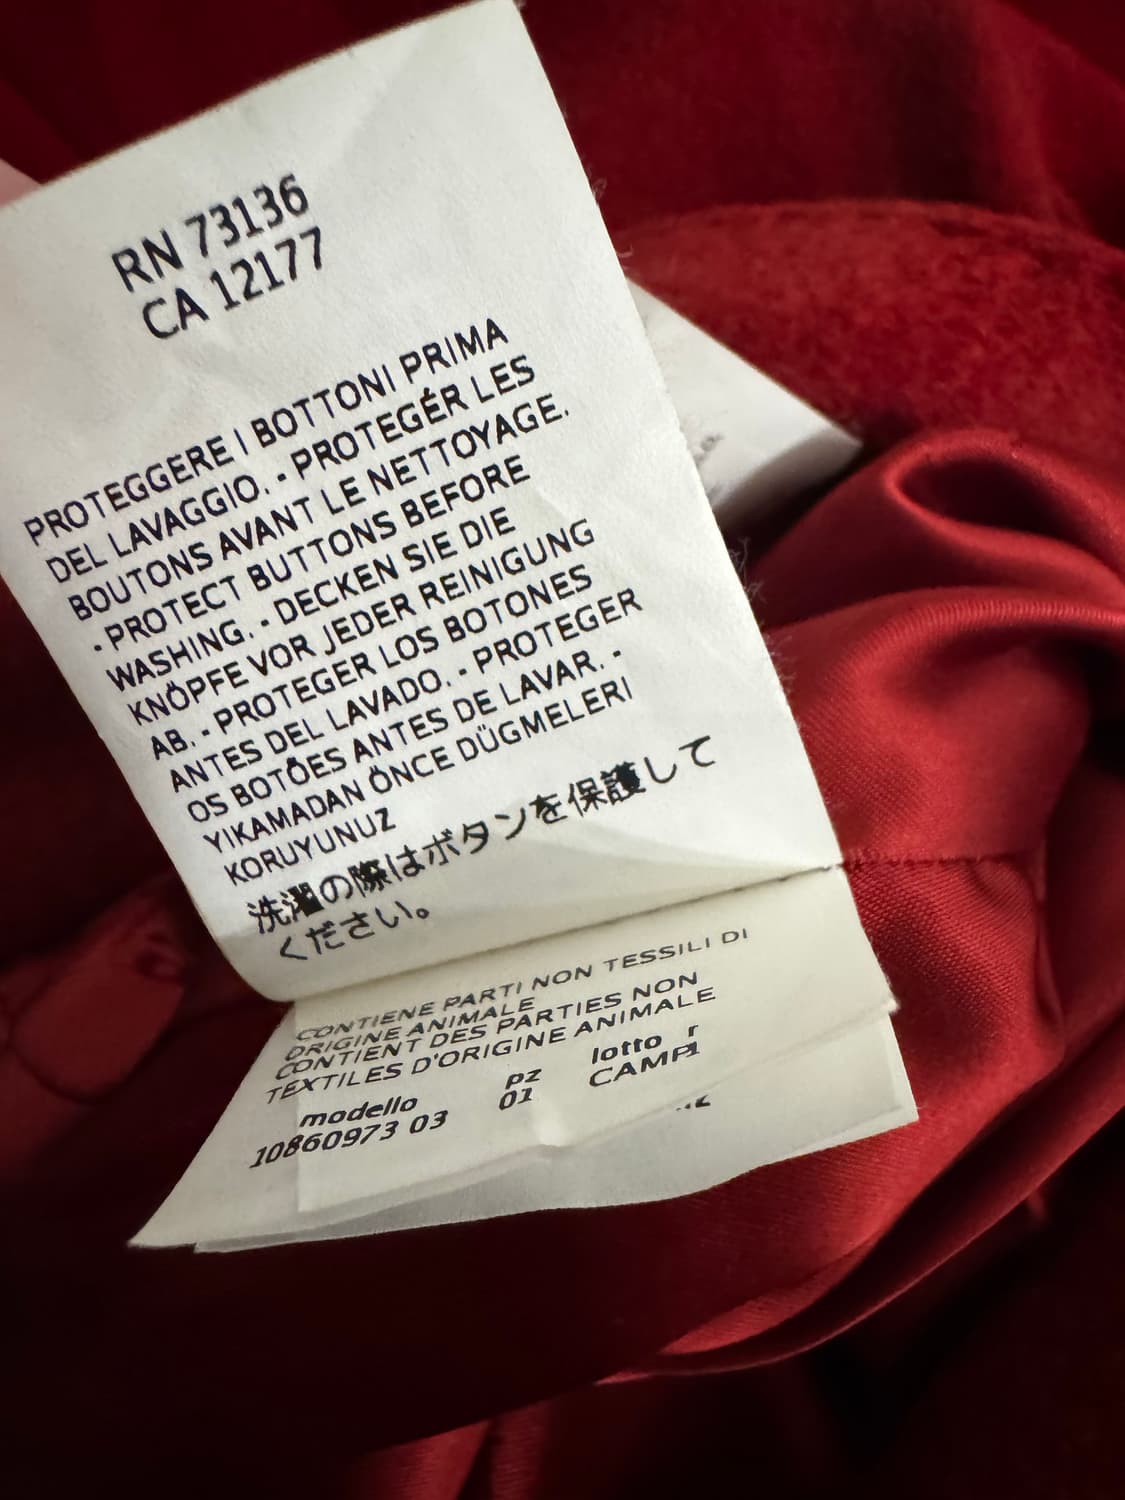 RN 73136
CA 12177
PROTEGGERE I BOTTONI PRIMA
DEL LAVAGGIO. - PROTEGÉR LES
BOUTONS AVANT LE NETTOYAGE.
- PROTECT BUTTONS BEFORE
WASHING. - DECKEN SIE DIE
KNÖPFE VOR JEDER REINIGUNG
AB. - PROTEGER LOS BOTONES
ANTES DEL LAVADO. - PROTEGER
OS BOTÕES ANTES DE LAVAR. -
YIKAMADAN ÖNCE DÜGMELERI
KORUYUNUZ
洗濯の際はボタンを保護して
ください。
CONTIENE PARTI NON TESSILI DI
ORIGINE ANIMALE
CONTIENT DES PARTIES NON
TEXTILES D'ORIGINE ANIMALE
modello pz lotto
10860973 03 01